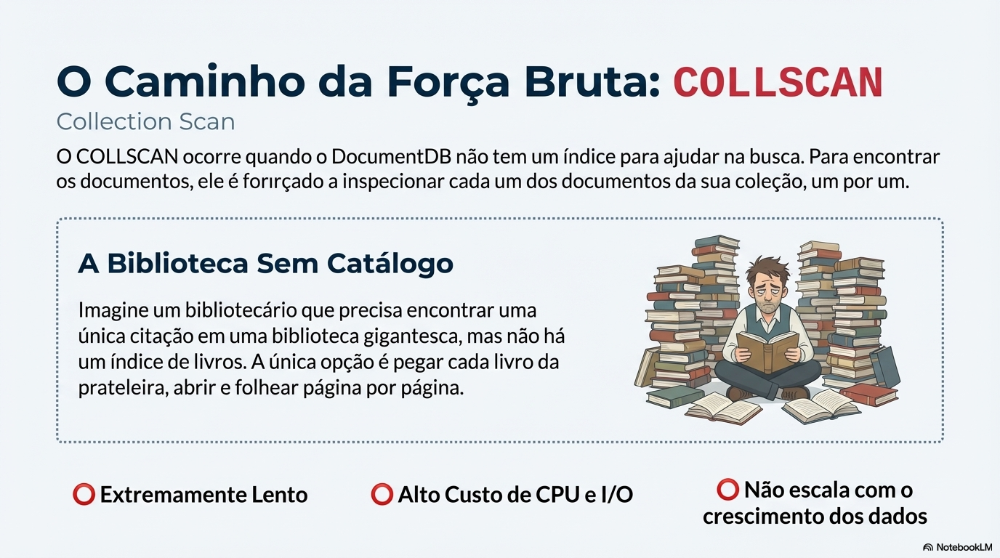 O Caminho da Força Bruta: COLLSCAN
Collection Scan
O COLLSCAN ocorre quando o DocumentDB não tem um índice para ajudar na busca. Para encontrar
os documentos, ele é forırçado a inspecionar cada um dos documentos da sua coleção, um por um.
A Biblioteca Sem Catálogo
Imagine um bibliotecário que precisa encontrar uma
única citação em uma biblioteca gigantesca, mas não há
um índice de livros. A única opção é pegar cada livro da
prateleira, abrir e folhear página por página.
Extremamente Lento
Alto Custo de CPU e I/O
Não escala com o
crescimento dos dados
NotebookLM